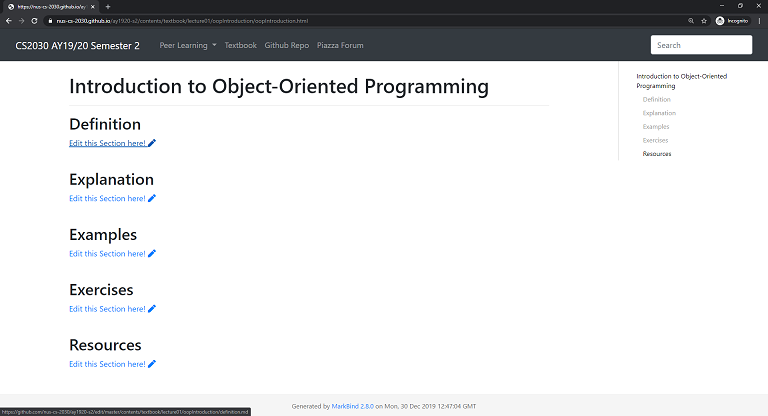 https://nus-cs-2030.github.io/ay
nus-cs-2030.github.io/ay1920-s2/contents/textbook/lecture01/oopIntroduction/oopIntroduction.html
Incognito
CS2030 AY19/20 Semester 2
Peer Learning
Textbook
Github Repo
Piazza Forum
Search
Introduction to Object-Oriented Programming
Definition
Edit this Section here!
Explanation
Edit this Section here!
Examples
Edit this Section here!
Exercises
Edit this Section here!
Resources
Edit this Section here!
Introduction to Object-Oriented
Programming
Definition
Explanation
Examples
Exercises
Resources
Generated by MarkBind 2.8.0 on Mon, 30 Dec 2019 12:47:04 GMT
https://github.com/nus-cs-2030/ay1920-s2/edit/master/contents/textbook/lecture01/oopIntroduction/definition.md